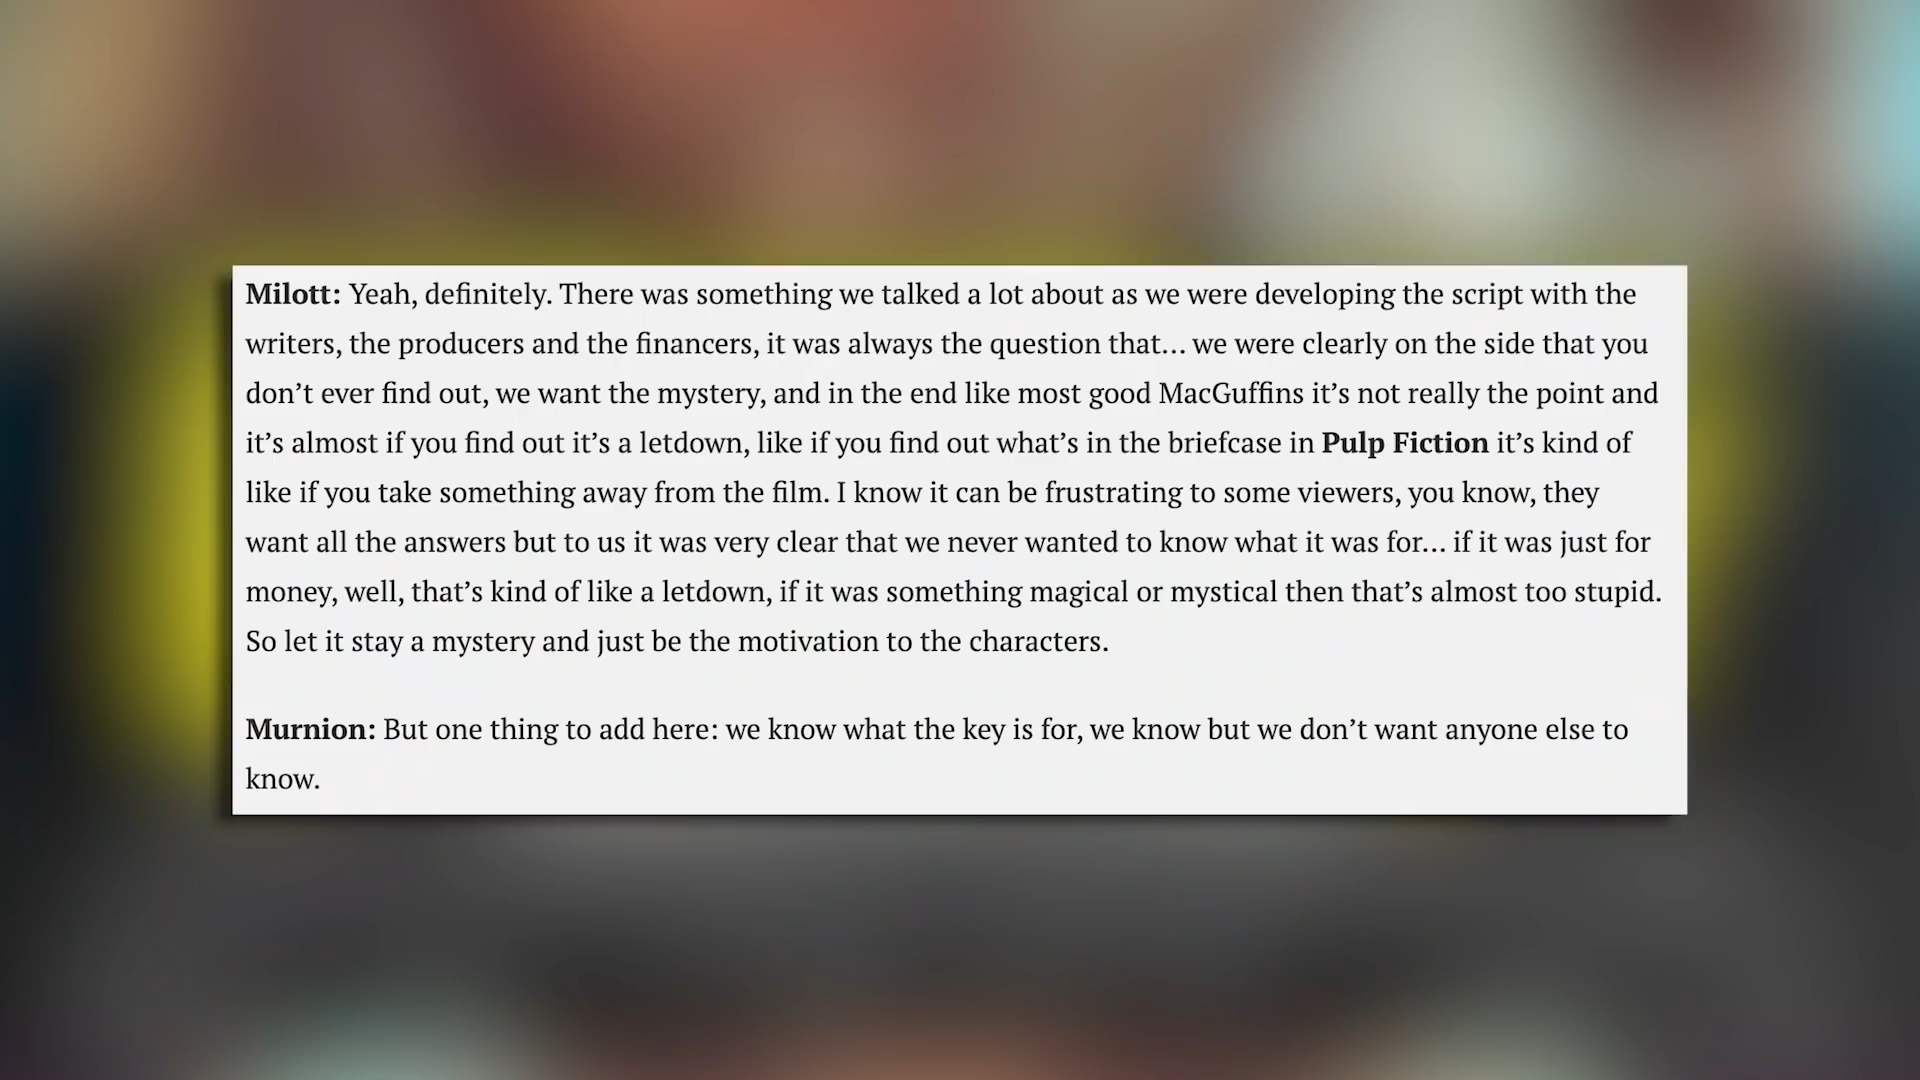 Milott: Yeah, definitely. There was something we talked a lot about as we were developing the script with the
writers, the producers and the financers, it was always the question that… we were clearly on the side that you
don’t ever find out, we want the mystery, and in the end like most good MacGuffins it’s not really the point and
it’s almost if you find out it’s a letdown, like if you find out what’s in the briefcase in Pulp Fiction it’s kind of
like if you take something away from the film. I know it can be frustrating to some viewers, you know, they
want all the answers but to us it was very clear that we never wanted to know what it was for… if it was just for
money, well, that’s kind of like a letdown, if it was something magical or mystical then that’s almost too stupid.
So let it stay a mystery and just be the motivation to the characters.
Murnion: But one thing to add here: we know what the key is for, we know but we don’t want anyone else to
know.